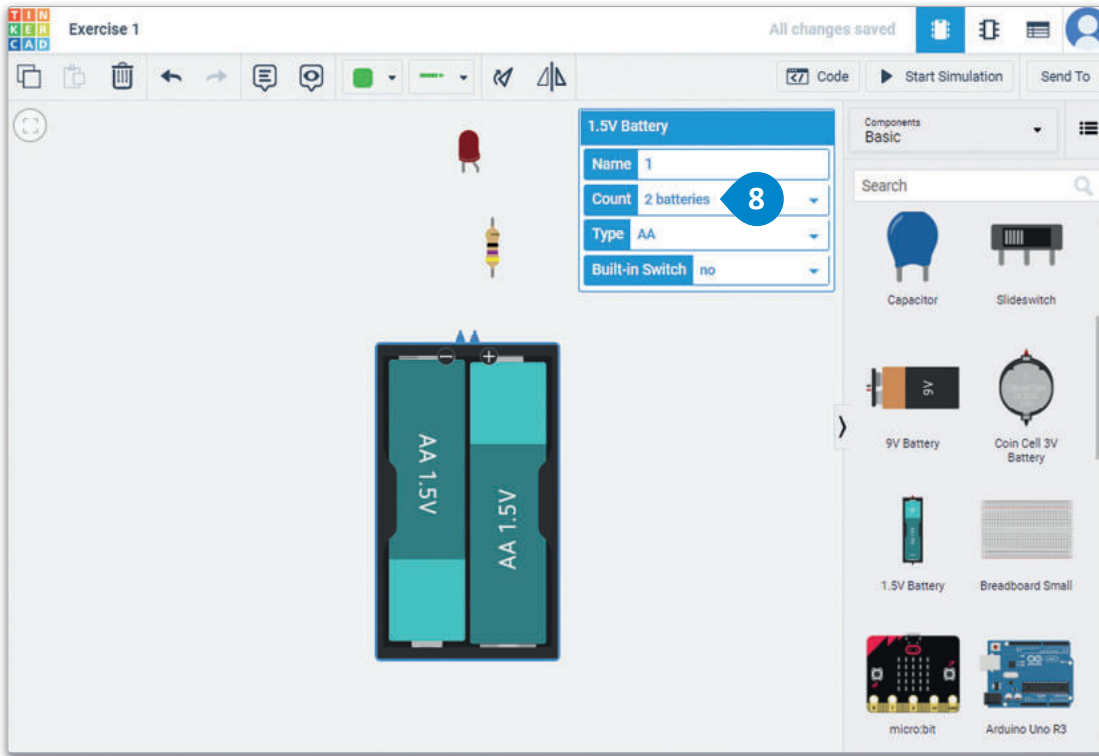 TIN
KER
CAD
Exercise 1
All changes saved
Code
Start Simulation
Send To
1.5V Battery
Name 1
Count 2 batteries
8
Type AA
Built-in Switch no
AA 1.5V
AA 1.5V
Components
Basic
Search
Capacitor
Slideswitch
9V
9V Battery
Coin Cell 3V
Battery
1.5V Battery
Breadboard Small
micro:bit
Arduino Uno R3